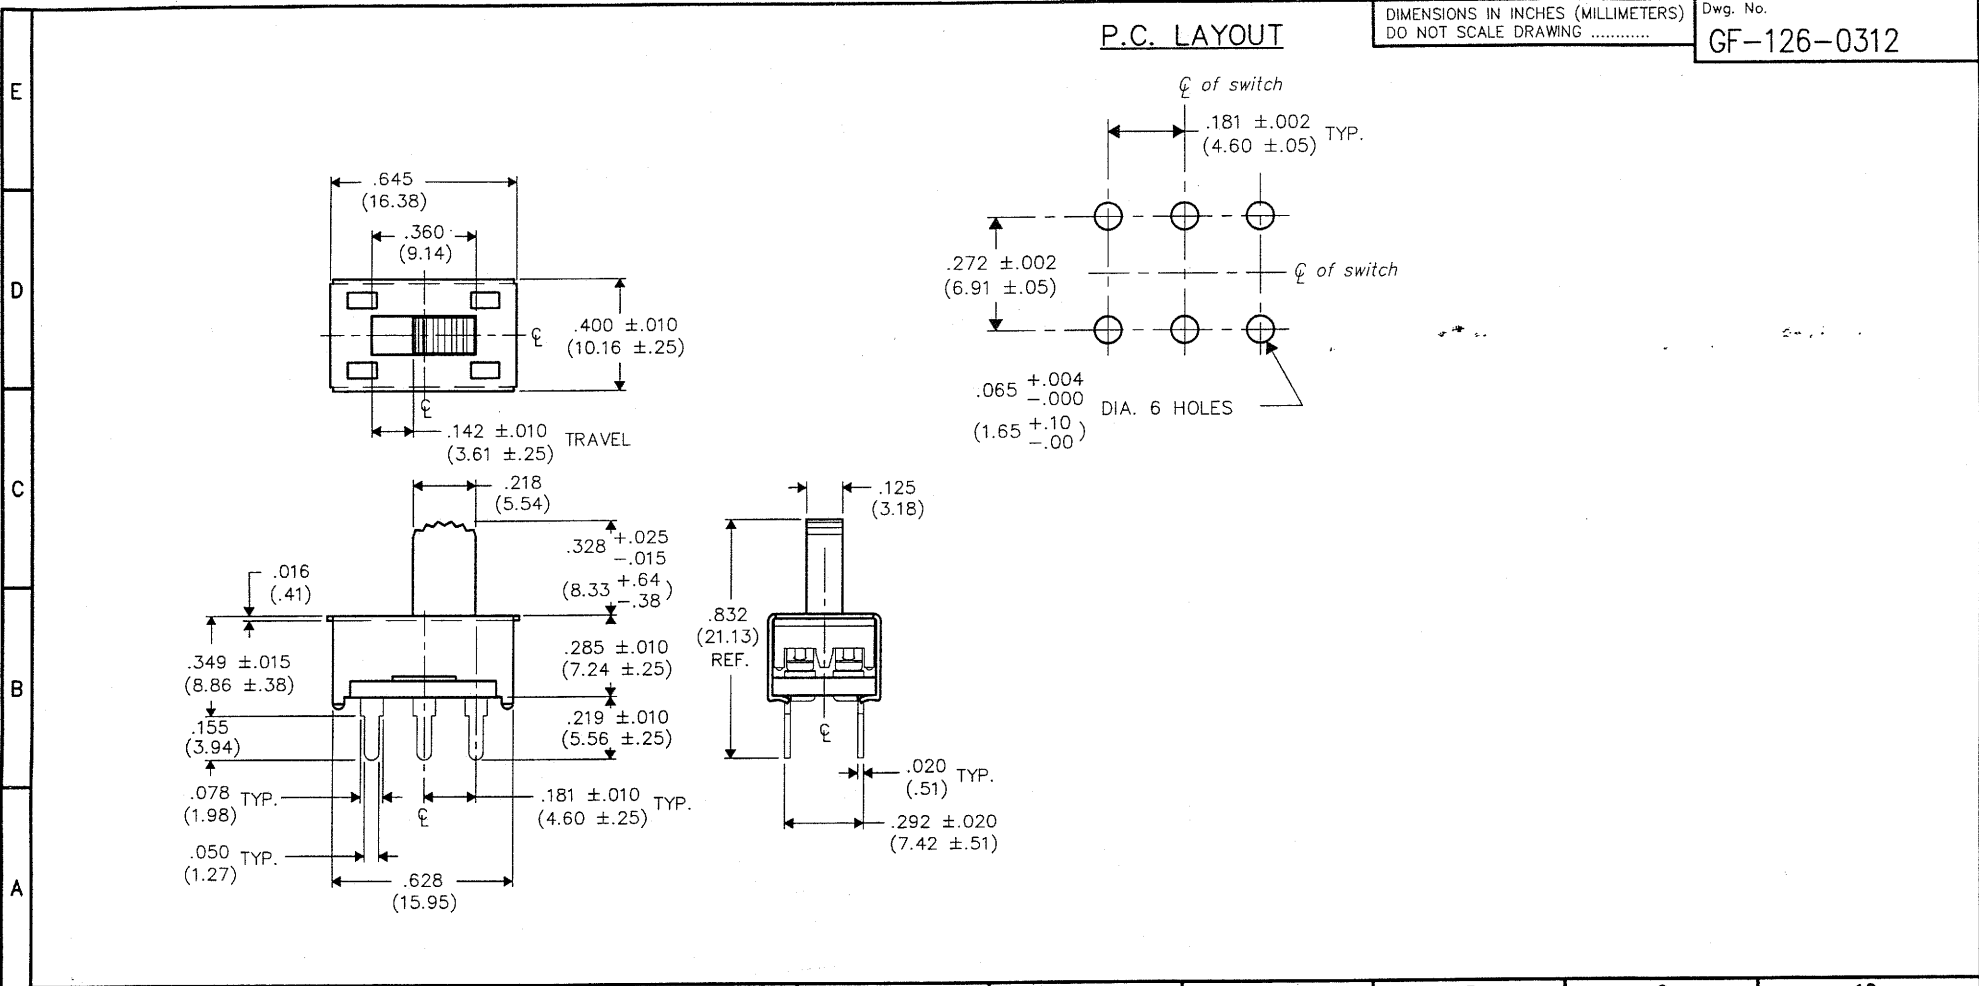 P.C. LAYOUT
DIMENSIONS IN INCHES (MILLIMETERS)
DO NOT SCALE DRAWING ............
Dwg. No.
GF-126-0312
E
D
C
B
A
℄ of switch
.181 ±.002 TYP.
(4.60 ±.05)
.272 ±.002
(6.91 ±.05)
℄ of switch
.065 +.004 -.000
(1.65 +.10 -.00)
DIA. 6 HOLES
.645
(16.38)
.360
(9.14)
℄
.400 ±.010
(10.16 ±.25)
℄
.142 ±.010 TRAVEL
(3.61 ±.25)
.218
(5.54)
.328 +.025 -.015
(8.33 +.64 -.38)
.016
(.41)
.349 ±.015
(8.86 ±.38)
.285 ±.010
(7.24 ±.25)
.155
(3.94)
.219 ±.010
(5.56 ±.25)
.078 TYP.
(1.98)
℄
.181 ±.010 TYP.
(4.60 ±.25)
.050 TYP.
(1.27)
.628
(15.95)
.125
(3.18)
.832
(21.13)
REF.
℄
.020 TYP.
(.51)
.292 ±.020
(7.42 ±.51)